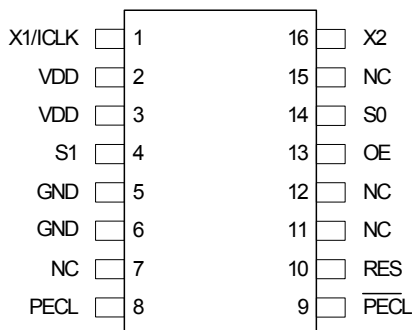 X1/ICLK 1 16 X2
VDD 2 15 NC
VDD 3 14 S0
S1 4 13 OE
GND 5 12 NC
GND 6 11 NC
NC 7 10 RES
PECL 8 9 P̅E̅C̅L̅